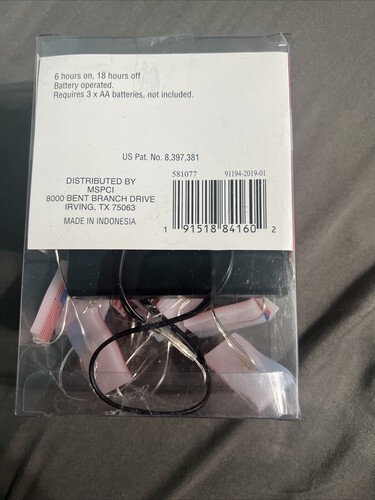 6 hours on, 18 hours off
Battery operated.
Requires 3 x AA batteries, not included.
US Pat. No. 8,397,381
581077 91194-2019-01
DISTRIBUTED BY
MSPCI
8000 BENT BRANCH DRIVE
IRVING, TX 75063
MADE IN INDONESIA
1 91518 84160 2